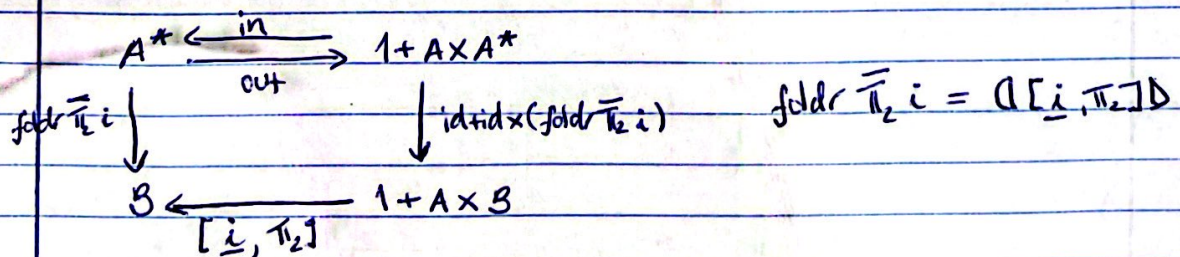 A* in 1+A×A*
out
foldr π̄₂ i id+id×(foldr π̄₂ i) foldr π̄₂ i = ⦇[i̲, π₂]⦈
B 1+A×B
[i̲, π₂]